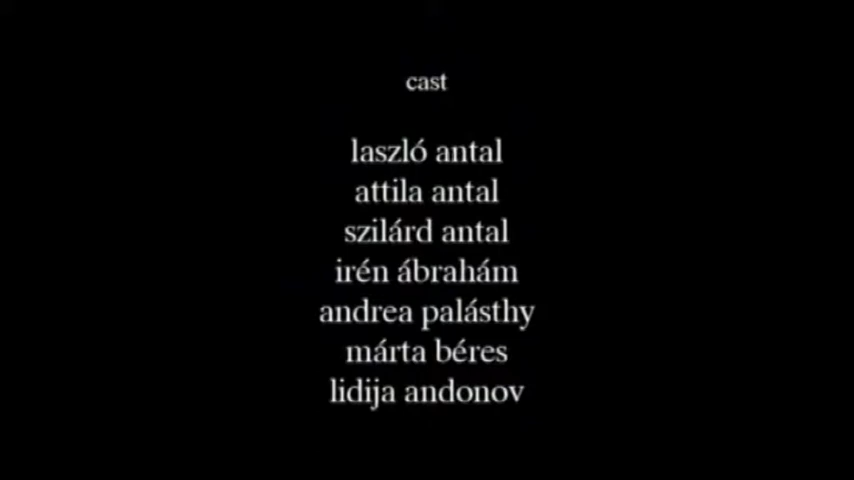 cast
laszló antal
attila antal
szilárd antal
irén ábrahám
andrea palásthy
márta béres
lidija andonov